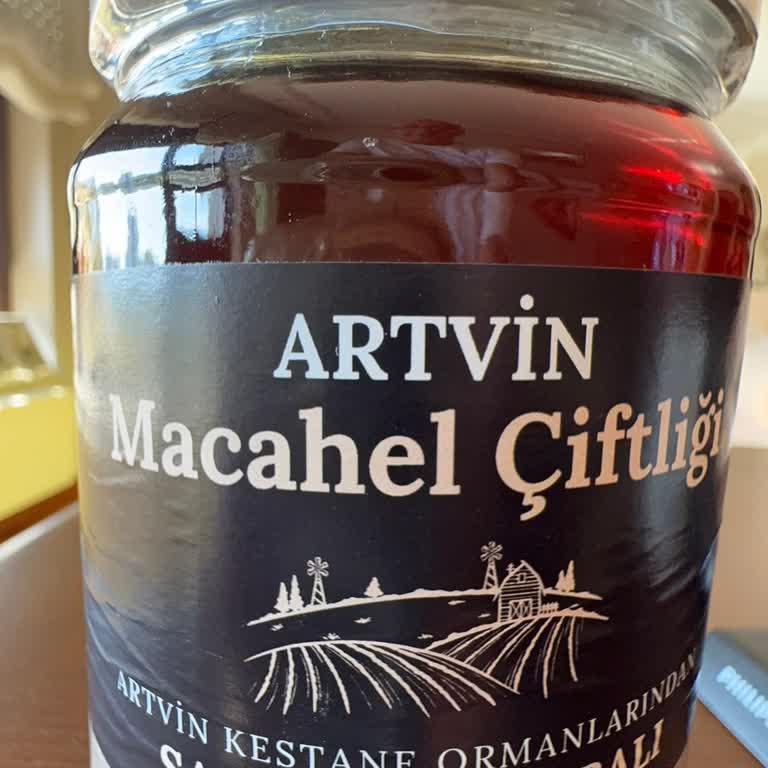 ARTVİN
Macahel Çiftliği
ARTVİN KESTANE ORMANLARINDAN